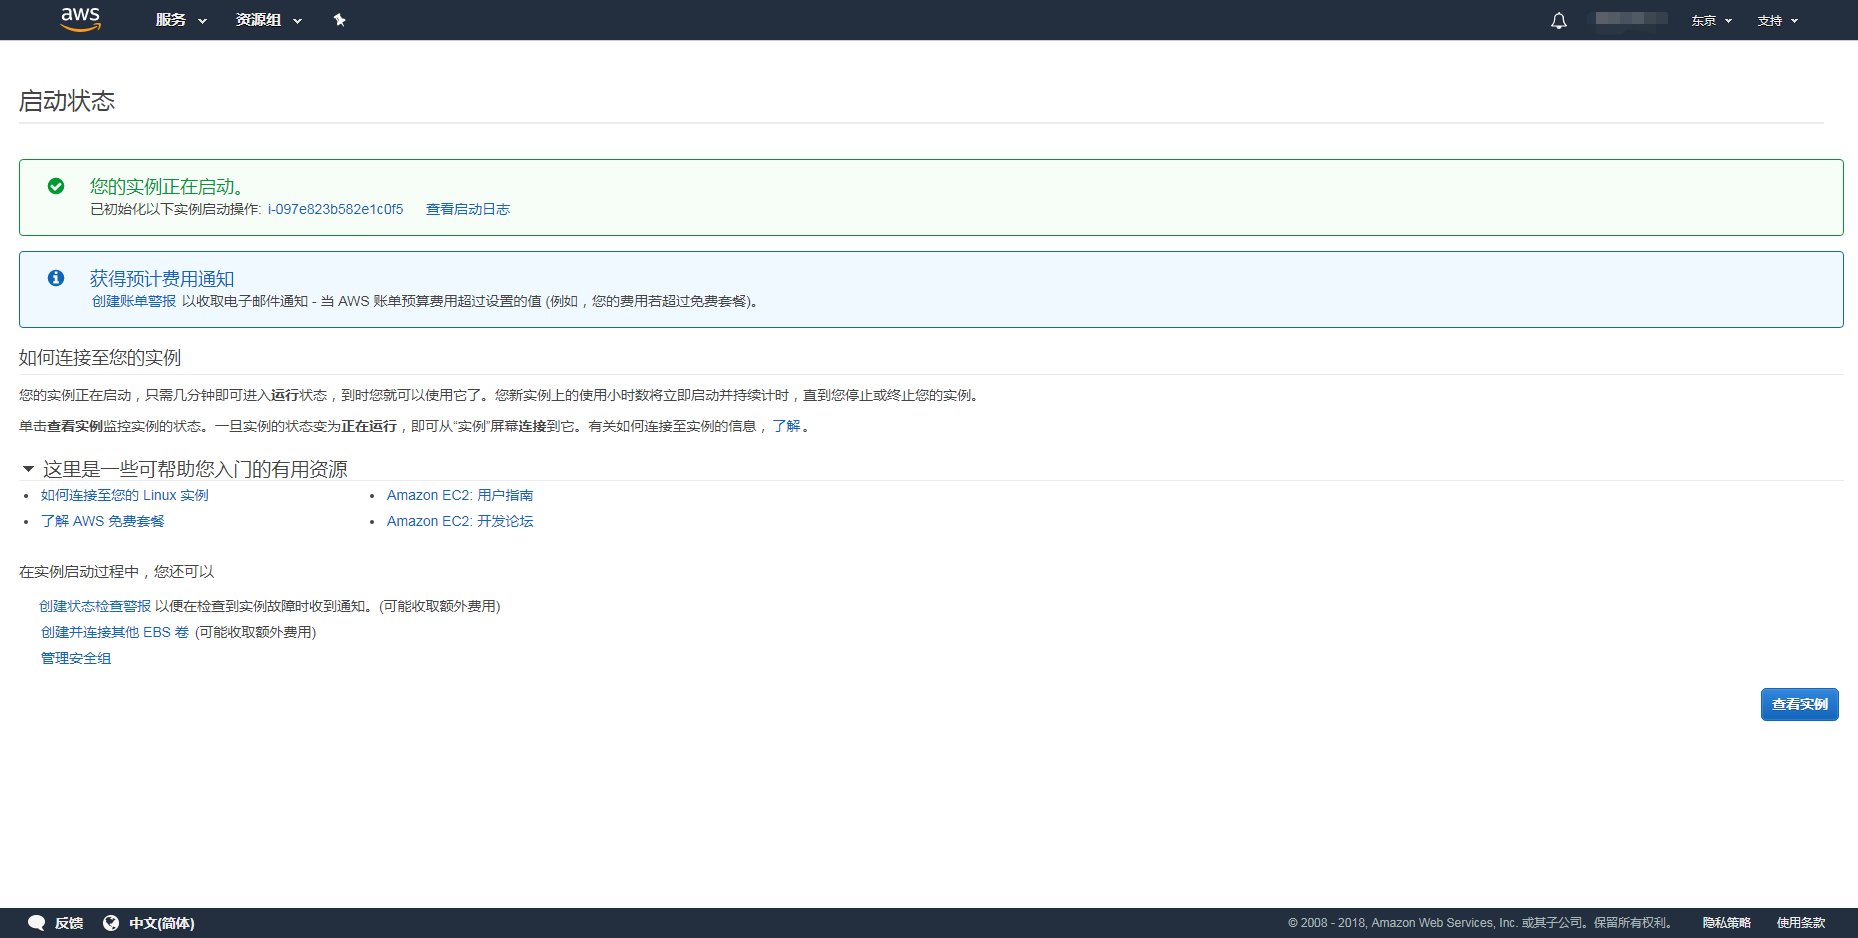 aws 服务 资源组 东京 支持
启动状态
您的实例正在启动。
已初始化以下实例启动操作: i-097e823b582e1c0f5 查看启动日志
获得预计费用通知
创建账单警报 以收取电子邮件通知 - 当 AWS 账单预算费用超过设置的值 (例如，您的费用若超过免费套餐)。
如何连接至您的实例
您的实例正在启动，只需几分钟即可进入运行状态，到时您就可以使用它了。您新实例上的使用小时数将立即启动并持续计时，直到您停止或终止您的实例。
单击查看实例监控实例的状态。一旦实例的状态变为正在运行，即可从“实例”屏幕连接到它。有关如何连接至实例的信息，了解。
这里是一些可帮助您入门的有用资源
• 如何连接至您的 Linux 实例 • Amazon EC2: 用户指南
• 了解 AWS 免费套餐 • Amazon EC2: 开发论坛
在实例启动过程中，您还可以
创建状态检查警报 以便在检查到实例故障时收到通知。(可能收取额外费用)
创建并连接其他 EBS 卷 (可能收取额外费用)
管理安全组
查看实例
反馈 中文(简体) © 2008 - 2018, Amazon Web Services, Inc. 或其子公司。保留所有权利。 隐私策略 使用条款